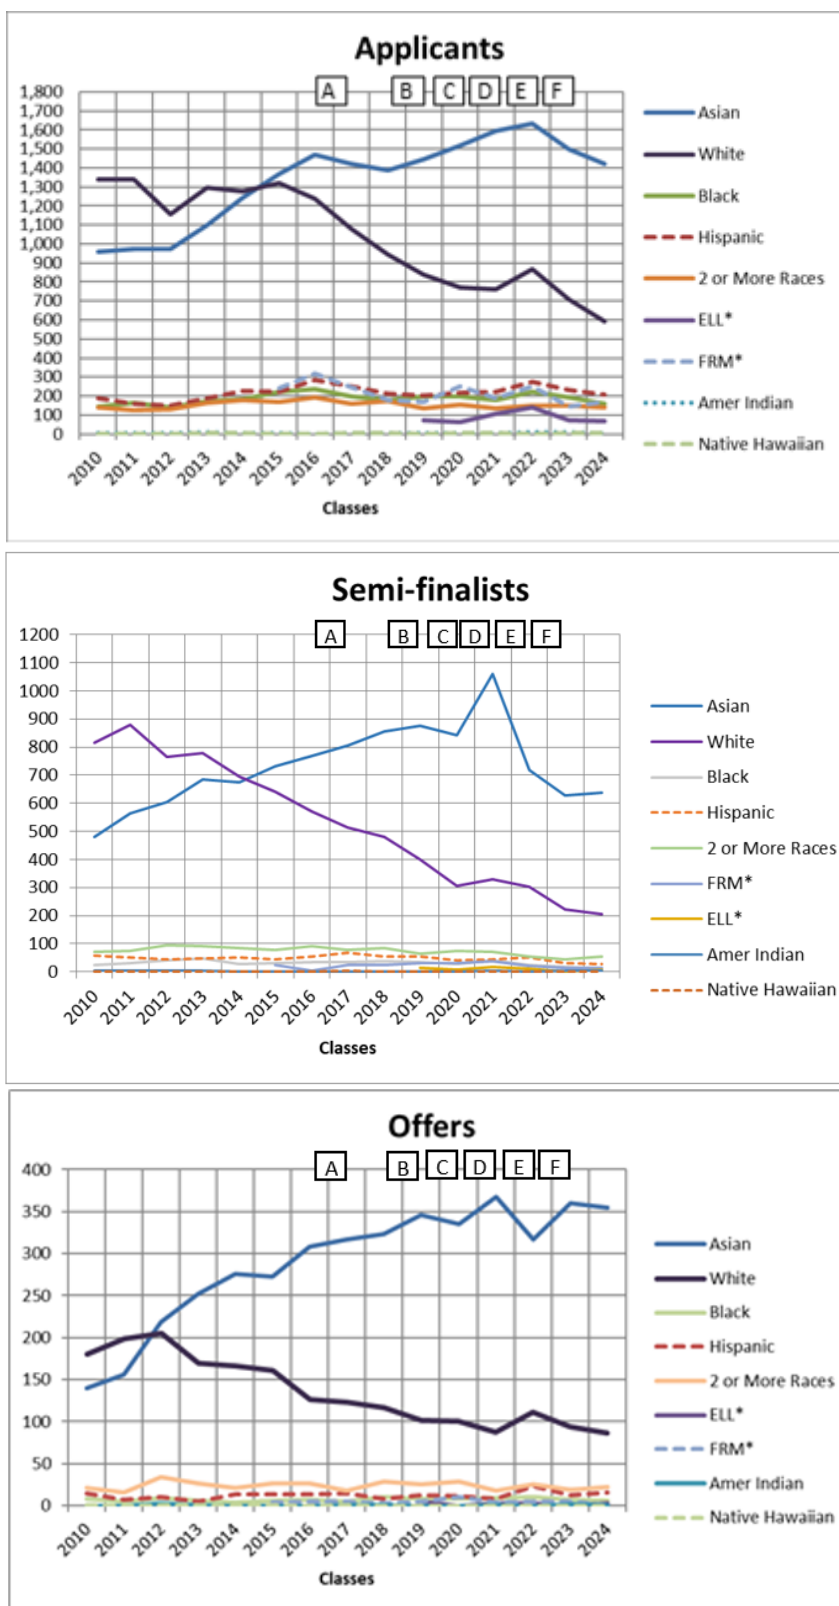 Applicants
A B C D E F
1,800
1,700
1,600
1,500
1,400
1,300
1,200
1,100
1,000
900
800
700
600
500
400
300
200
100
0
2010 2011 2012 2013 2014 2015 2016 2017 2018 2019 2020 2021 2022 2023 2024
Classes
Asian
White
Black
Hispanic
2 or More Races
ELL*
FRM*
Amer Indian
Native Hawaiian
Semi-finalists
A B C D E F
1200
1100
1000
900
800
700
600
500
400
300
200
100
0
2010 2011 2012 2013 2014 2015 2016 2017 2018 2019 2020 2021 2022 2023 2024
Classes
Asian
White
Black
Hispanic
2 or More Races
FRM*
ELL*
Amer Indian
Native Hawaiian
Offers
A B C D E F
400
350
300
250
200
150
100
50
0
2010 2011 2012 2013 2014 2015 2016 2017 2018 2019 2020 2021 2022 2023 2024
Classes
Asian
White
Black
Hispanic
2 or More Races
ELL*
FRM*
Amer Indian
Native Hawaiian